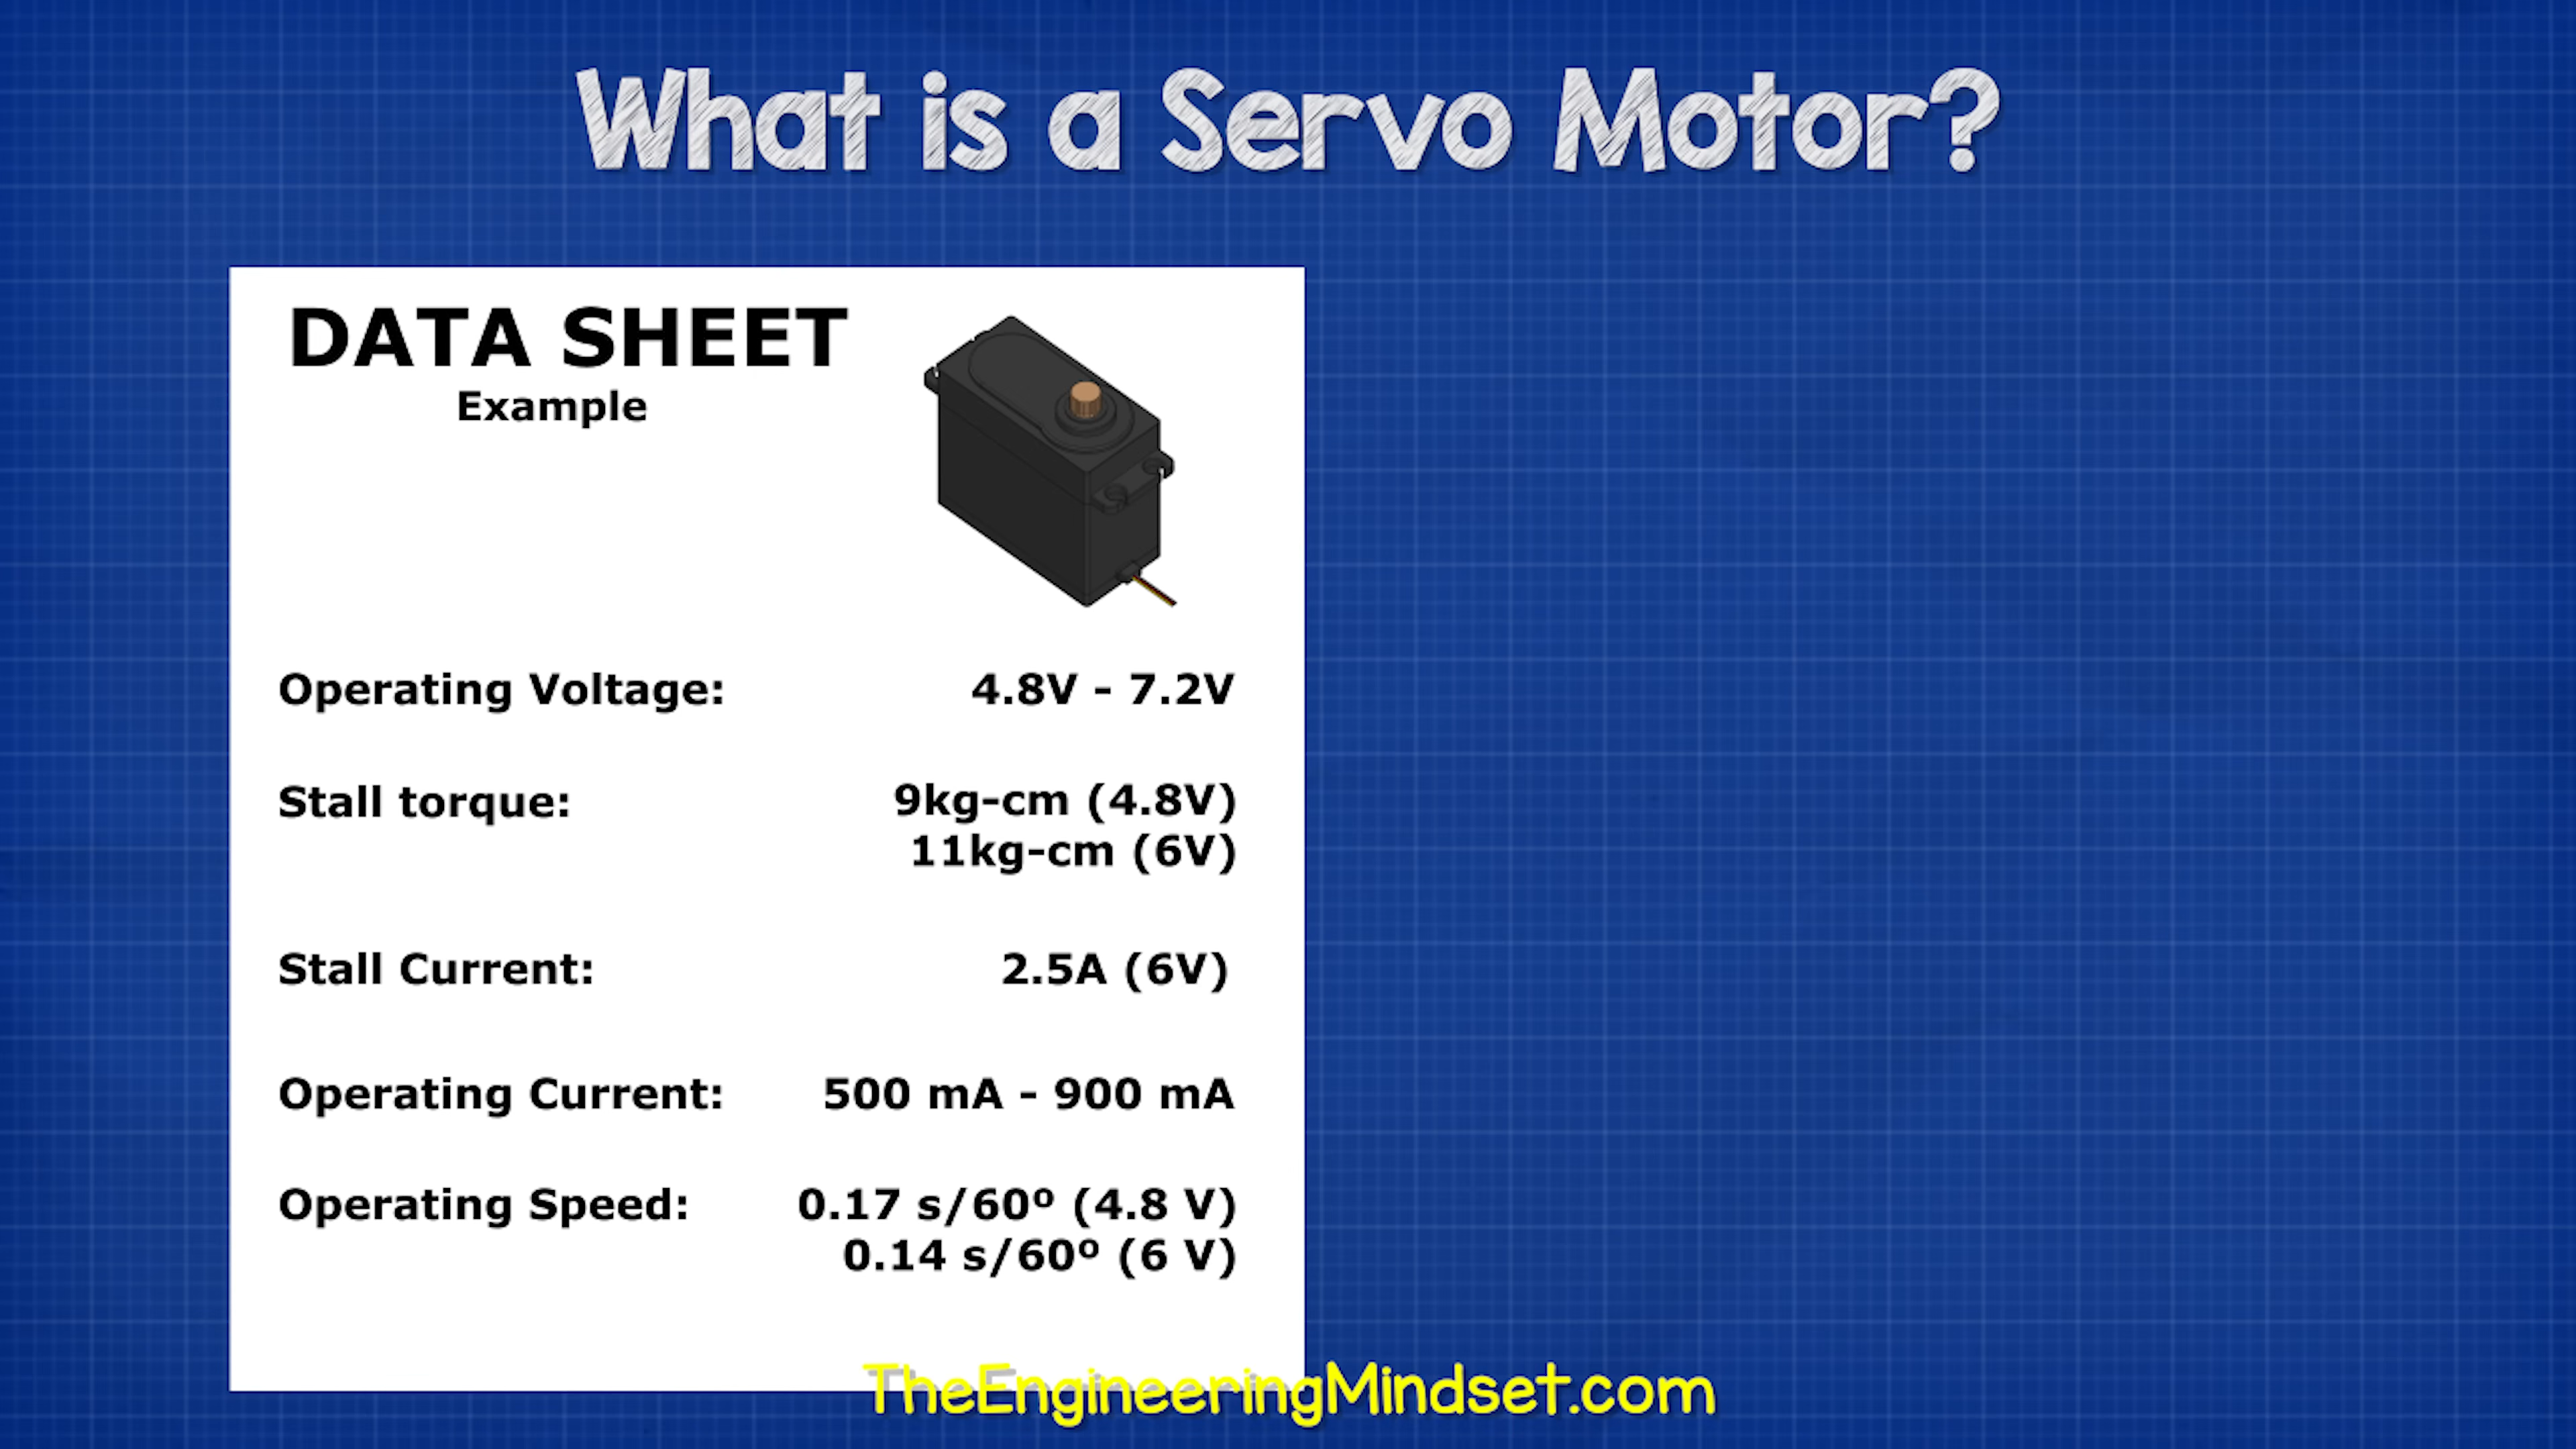 What is a Servo Motor?
DATA SHEET
Example
Operating Voltage: 4.8V - 7.2V
Stall torque: 9kg-cm (4.8V)
11kg-cm (6V)
Stall Current: 2.5A (6V)
Operating Current: 500 mA - 900 mA
Operating Speed: 0.17 s/60º (4.8 V)
0.14 s/60º (6 V)
TheEngineeringMindset.com